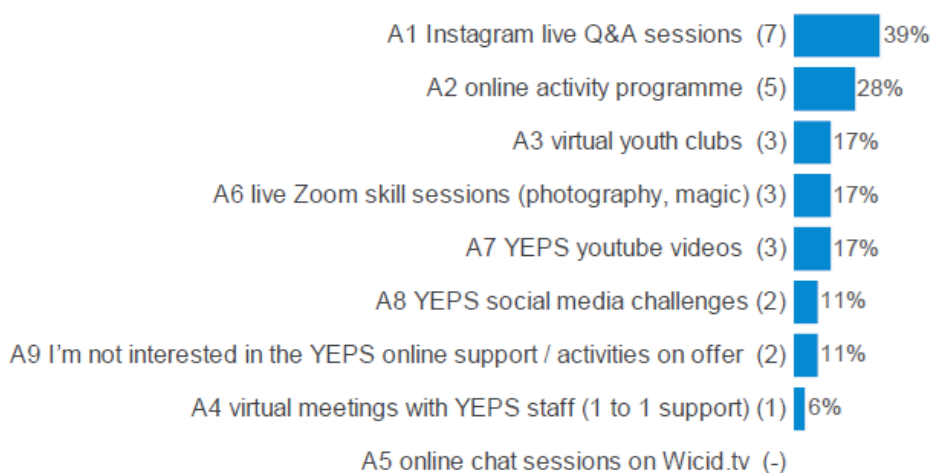 A1 Instagram live Q&A sessions (7) 39%
A2 online activity programme (5) 28%
A3 virtual youth clubs (3) 17%
A6 live Zoom skill sessions (photography, magic) (3) 17%
A7 YEPS youtube videos (3) 17%
A8 YEPS social media challenges (2) 11%
A9 I'm not interested in the YEPS online support / activities on offer (2) 11%
A4 virtual meetings with YEPS staff (1 to 1 support) (1) 6%
A5 online chat sessions on Wicid.tv (-)